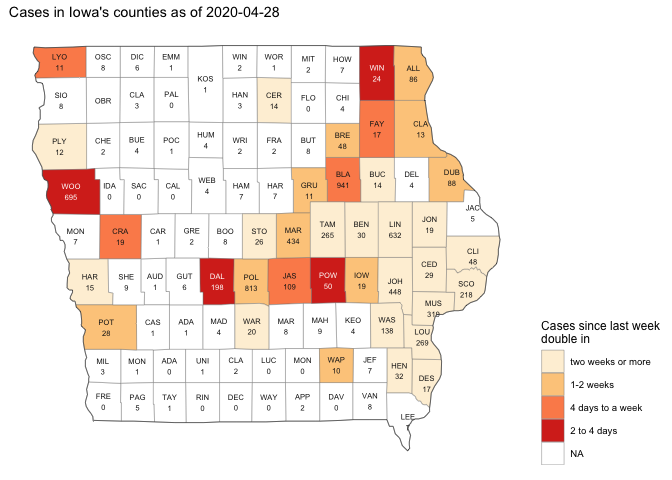 Cases in Iowa's counties as of 2020-04-28
LYO OSC DIC EMM WIN WOR MIT HOW WIN ALL
11 8 6 1 2 1 2 7 24 86
KOS
1
SIO OBR CLA PAL HAN CER FLO CHI
8 3 0 3 14 0 4
FAY CLA
17 13
PLY CHE BUE POC HUM WRI FRA BUT BRE
12 2 4 1 4 2 2 8 48
WOO IDA SAC CAL WEB HAM HAR GRU BLA BUC DEL DUB
695 0 0 0 4 7 7 11 941 14 4 88
JAC
5
MON CRA CAR GRE BOO STO MAR TAM BEN LIN JON
7 19 1 2 8 26 434 265 30 632 19
CLI
48
HAR SHE AUD GUT DAL POL JAS POW IOW JOH CED
15 9 1 6 198 813 109 50 19 448 29
SCO
218
MUS
POT CAS ADA MAD WAR MAR MAH KEO WAS LOU
28 1 1 4 20 8 9 4 138 269
MIL MON ADA UNI CLA LUC MON WAP JEF HEN DES
3 1 0 1 2 0 0 10 7 32 17
FRE PAG TAY RIN DEC WAY APP DAV VAN
0 5 1 0 0 0 2 0 8
LEE
Cases since last week
double in
two weeks or more
1-2 weeks
4 days to a week
2 to 4 days
NA